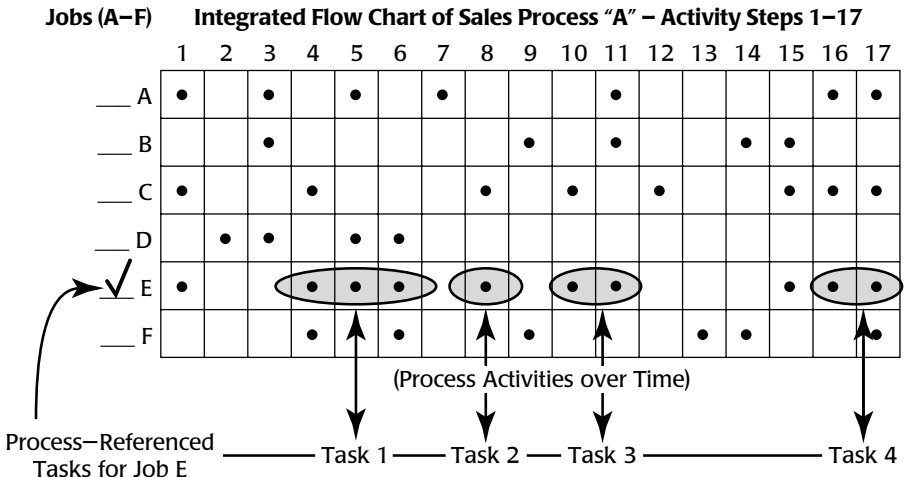 Jobs (A–F) Integrated Flow Chart of Sales Process “A” – Activity Steps 1–17
1 2 3 4 5 6 7 8 9 10 11 12 13 14 15 16 17
___ A
___ B
___ C
___ D
___ E
___ F
(Process Activities over Time)
Process–Referenced
Tasks for Job E Task 1 Task 2 Task 3 Task 4